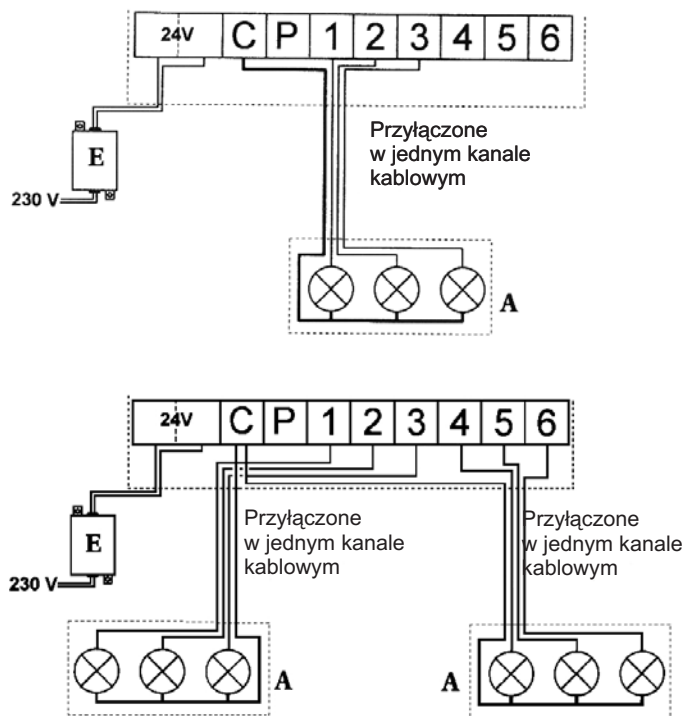 24V C P 1 2 3 4 5 6
E
230 V
Przyłączone
w jednym kanale
kablowym
A
24V C P 1 2 3 4 5 6
E
230 V
Przyłączone
w jednym kanale
kablowym
Przyłączone
w jednym kanale
kablowym
A
A